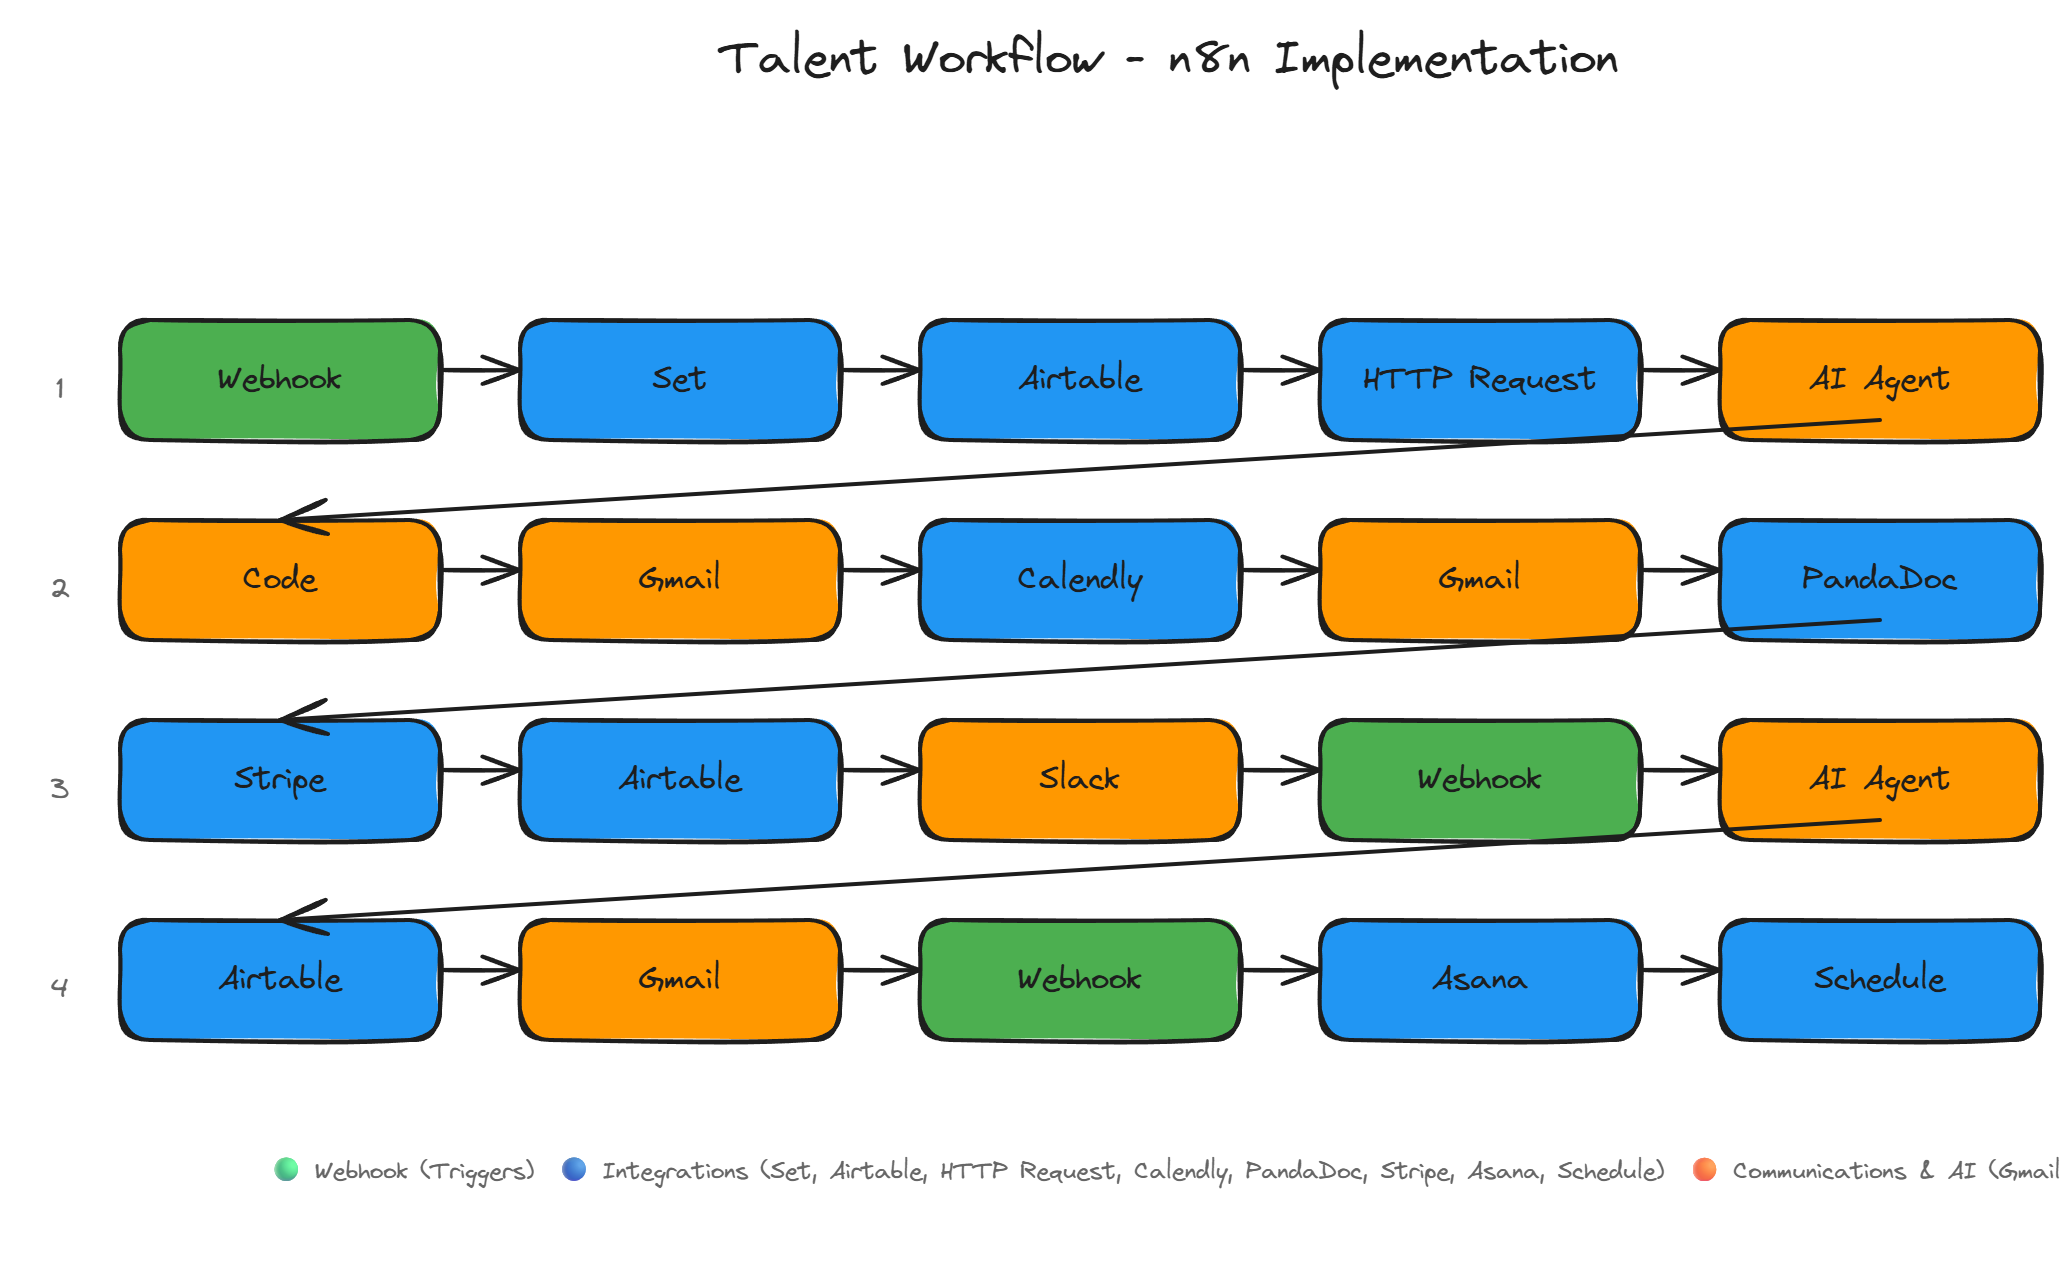 Talent Workflow - n8n Implementation
1
Webhook
Set
Airtable
HTTP Request
AI Agent
2
Code
Gmail
Calendly
Gmail
PandaDoc
3
Stripe
Airtable
Slack
Webhook
AI Agent
4
Airtable
Gmail
Webhook
Asana
Schedule
Webhook (Triggers)
Integrations (Set, Airtable, HTTP Request, Calendly, PandaDoc, Stripe, Asana, Schedule)
Communications & AI (Gmail